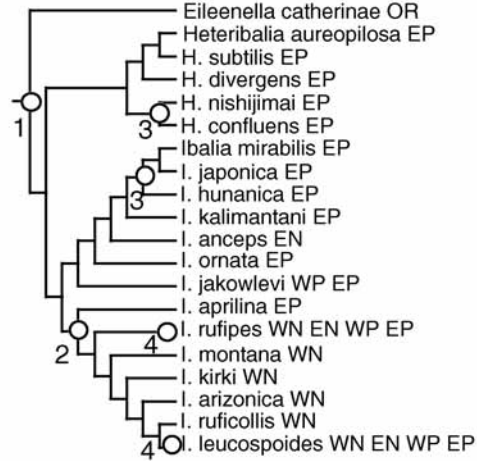 Eileenella catherinae OR
Heteribalia aureopilosa EP
H. subtilis EP
H. divergens EP
1
H. nishijimai EP
3
H. confluens EP
Ibalia mirabilis EP
I. japonica EP
3
I. hunanica EP
I. kalimantani EP
I. anceps EN
I. ornata EP
I. jakowlevi WP EP
I. aprilina EP
I. rufipes WN EN WP EP
2
4
I. montana WN
I. kirki WN
I. arizonica WN
I. ruficollis WN
4
I. leucospoides WN EN WP EP